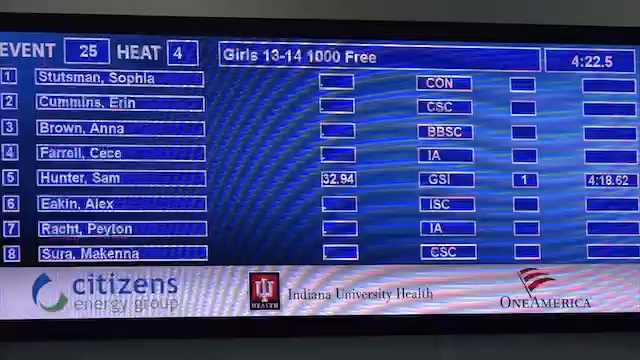 EVENT 25 HEAT 4 Girls 13-14 1000 Free 4:22.5
1 Stutsman, Sophia CON
2 Cummins, Erin CSC
3 Brown, Anna BBSC
4 Farrell, Cece IA
5 Hunter, Sam 32.94 GSI 1 4:18.62
6 Eakin, Alex ISC
7 Racht, Peyton IA
8 Sura, Makenna CSC
citizens energy group
IU HEALTH Indiana University Health
ONEAMERICA